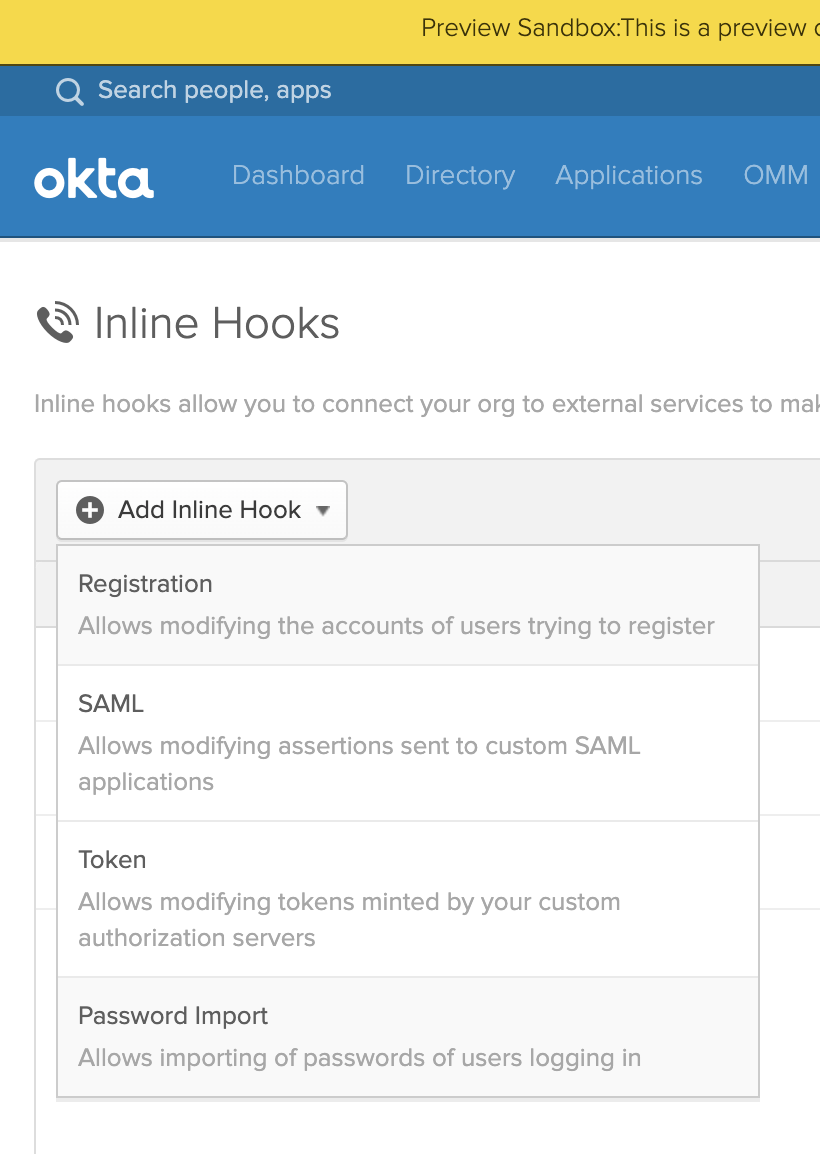 Preview Sandbox:This is a preview
Search people, apps
okta Dashboard Directory Applications OMM
Inline Hooks
Inline hooks allow you to connect your org to external services to
Add Inline Hook
Registration
Allows modifying the accounts of users trying to register
SAML
Allows modifying assertions sent to custom SAML
applications
Token
Allows modifying tokens minted by your custom
authorization servers
Password Import
Allows importing of passwords of users logging in